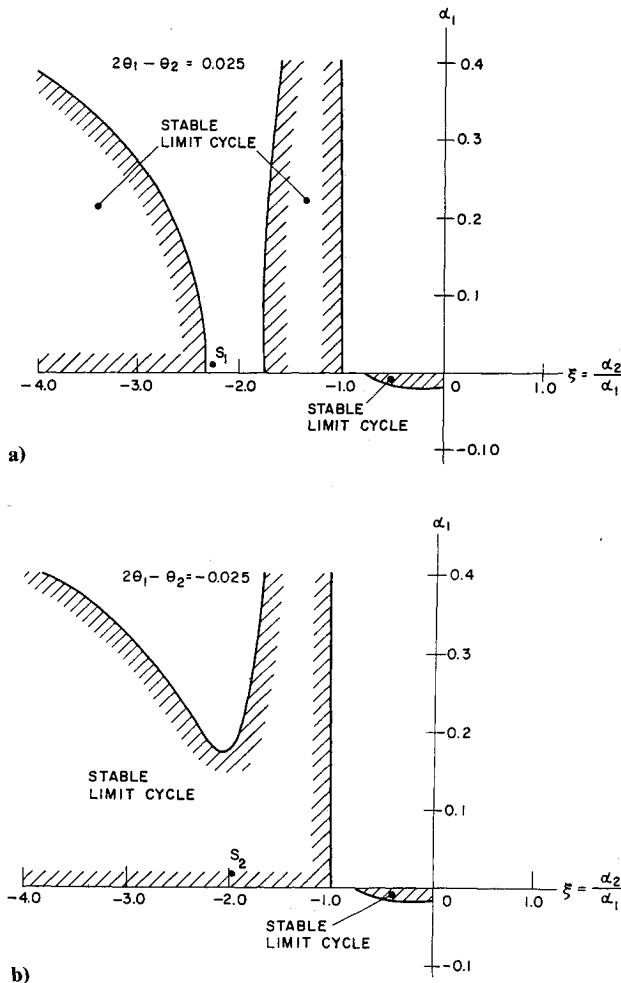 α₁
2θ₁ − θ₂ = 0.025
0.4
STABLE
LIMIT CYCLE
0.3
0.2
0.1
S₁
-4.0 -3.0 -2.0 -1.0 0 1.0 ξ = α₂/α₁
STABLE
LIMIT CYCLE
-0.10
a)
α₁
2θ₁ − θ₂ = −0.025
0.4
0.3
0.2
STABLE
LIMIT CYCLE
0.1
S₂
-4.0 -3.0 -2.0 -1.0 0 1.0 ξ = α₂/α₁
STABLE
LIMIT CYCLE
-0.1
b)